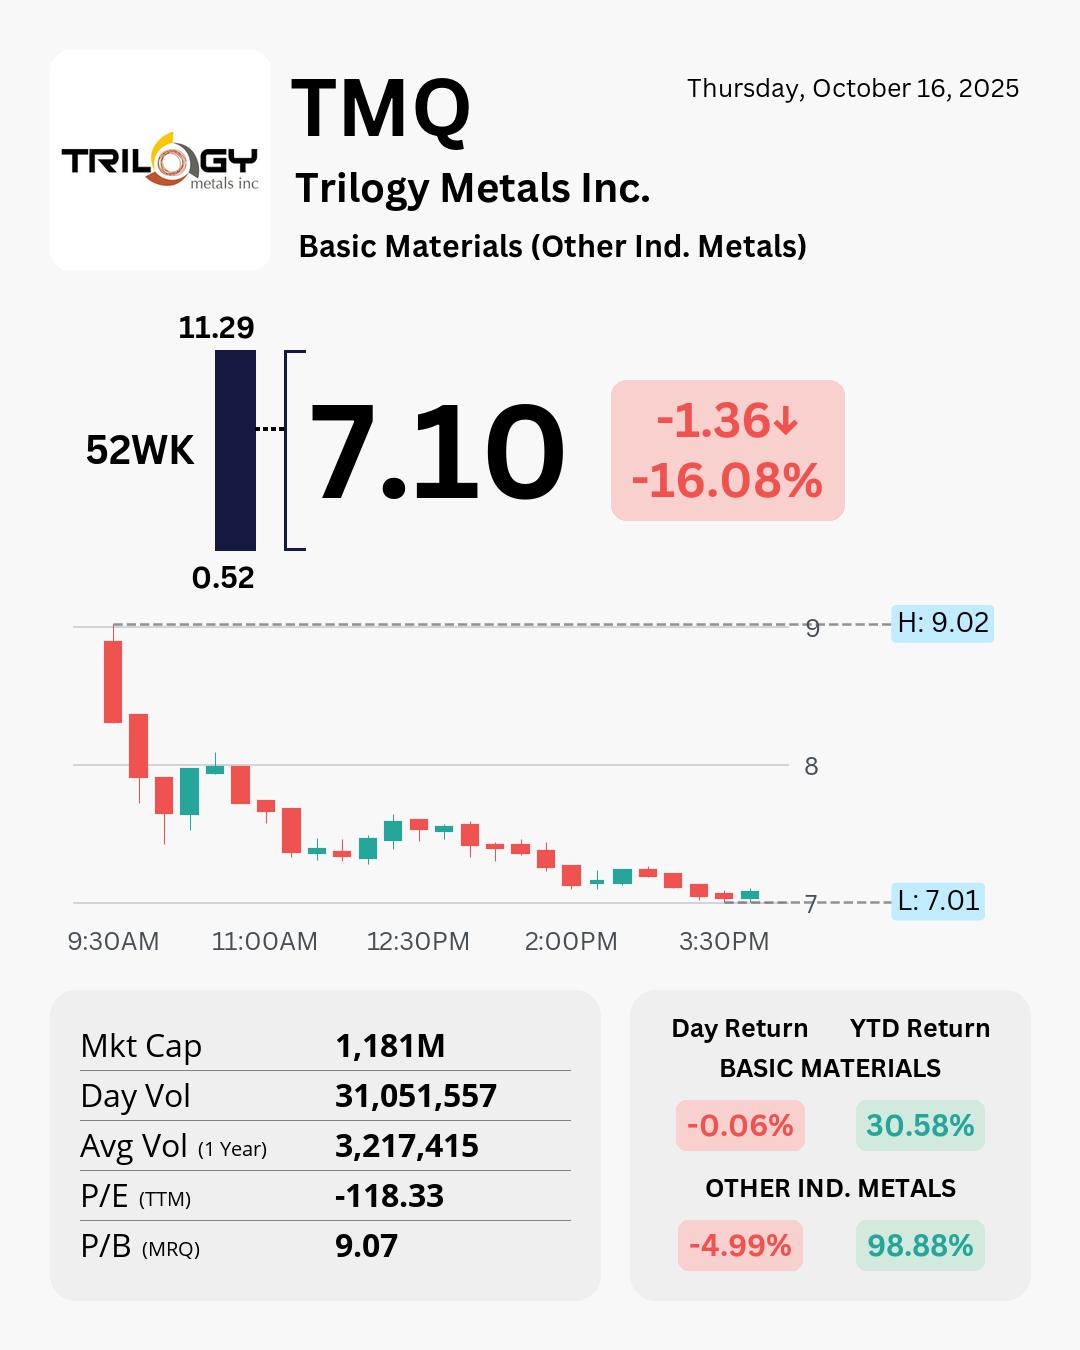 TRILOGY
metals inc
TMQ
Thursday, October 16, 2025
Trilogy Metals Inc.
Basic Materials (Other Ind. Metals)
11.29
52WK
0.52
7.10
-1.36↓
-16.08%
H: 9.02
9
8
7
L: 7.01
9:30AM 11:00AM 12:30PM 2:00PM 3:30PM
Mkt Cap 1,181M
Day Vol 31,051,557
Avg Vol (1 Year) 3,217,415
P/E (TTM) -118.33
P/B (MRQ) 9.07
Day Return YTD Return
BASIC MATERIALS
-0.06% 30.58%
OTHER IND. METALS
-4.99% 98.88%